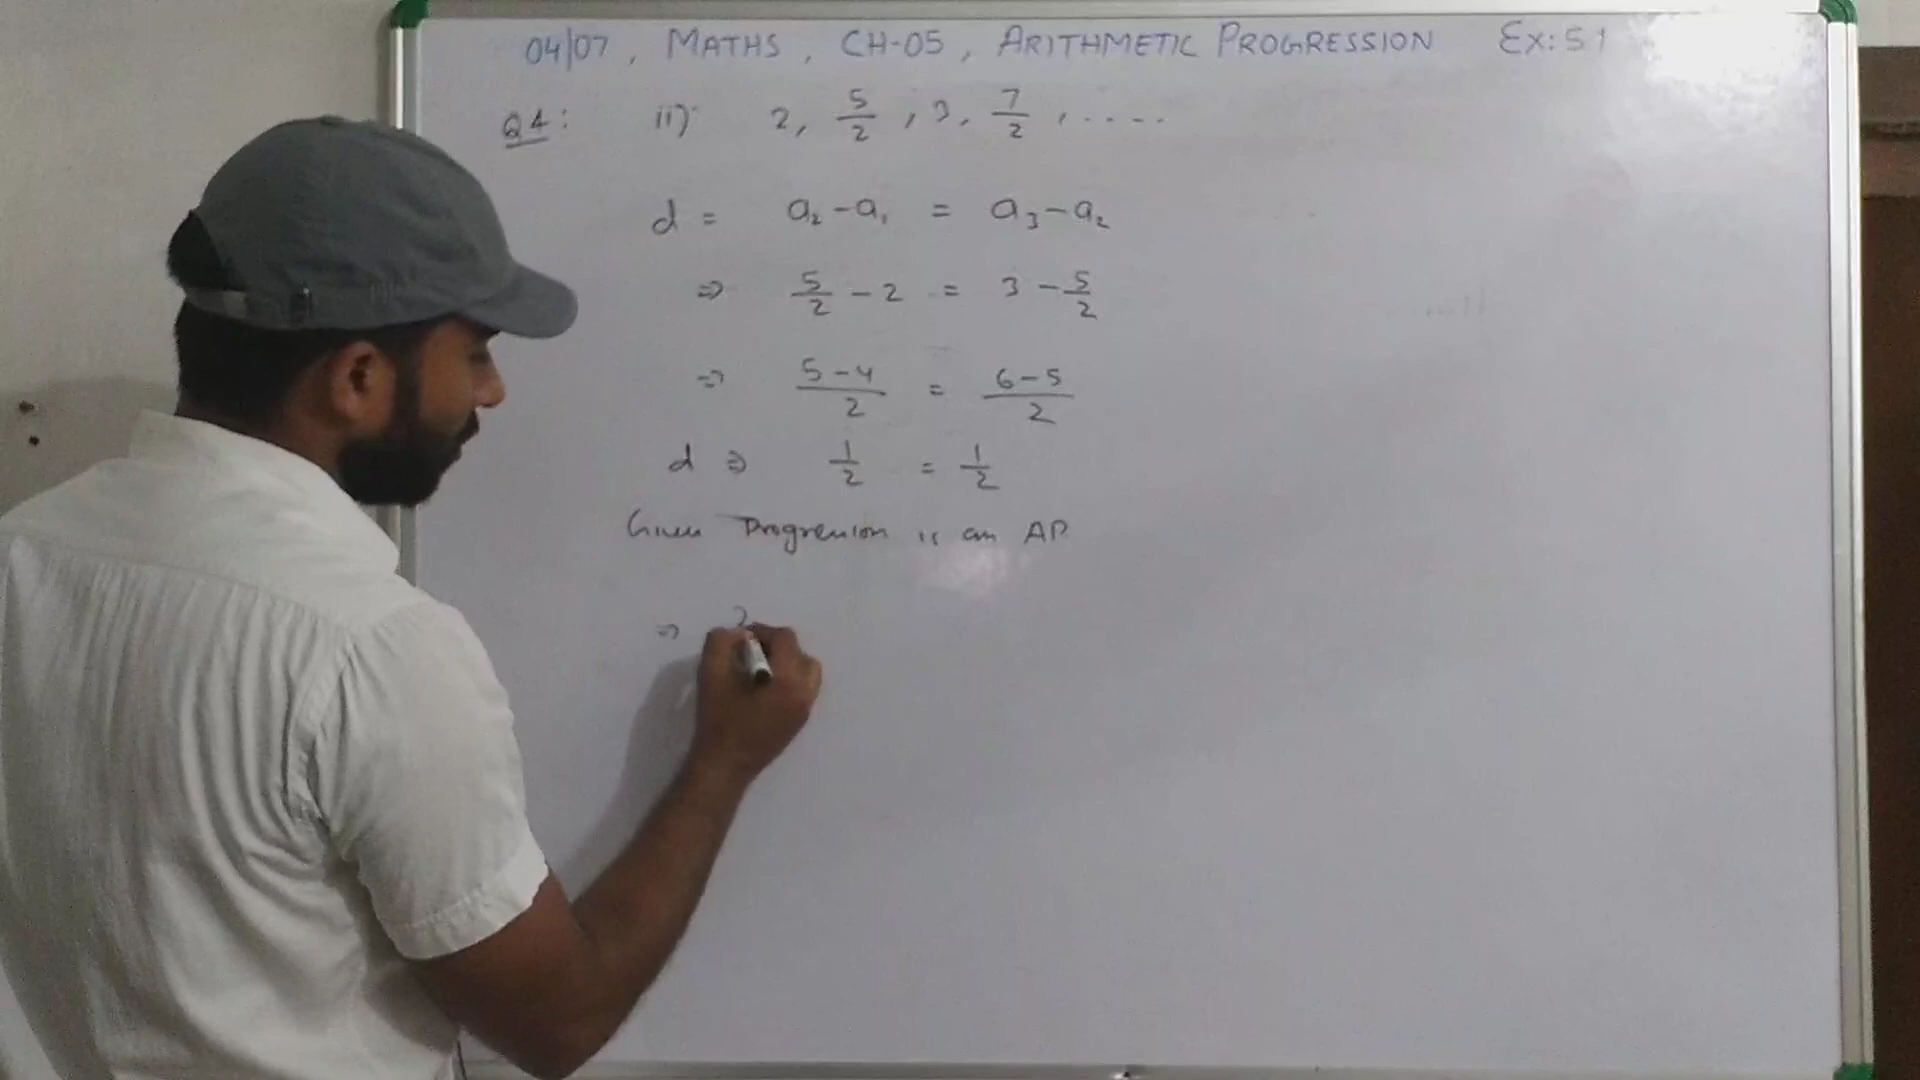 04/07, MATHS, CH-05, ARITHMETIC PROGRESSION Ex: 5 1
Q4: ii) 2, 5/2, 3, 7/2, .....
d = a₂-a₁ = a₃-a₂
⇒ 5/2 - 2 = 3 - 5/2
⇒ 5-4/2 = 6-5/2
d ⇒ 1/2 = 1/2
Given Progression is an AP.
⇒